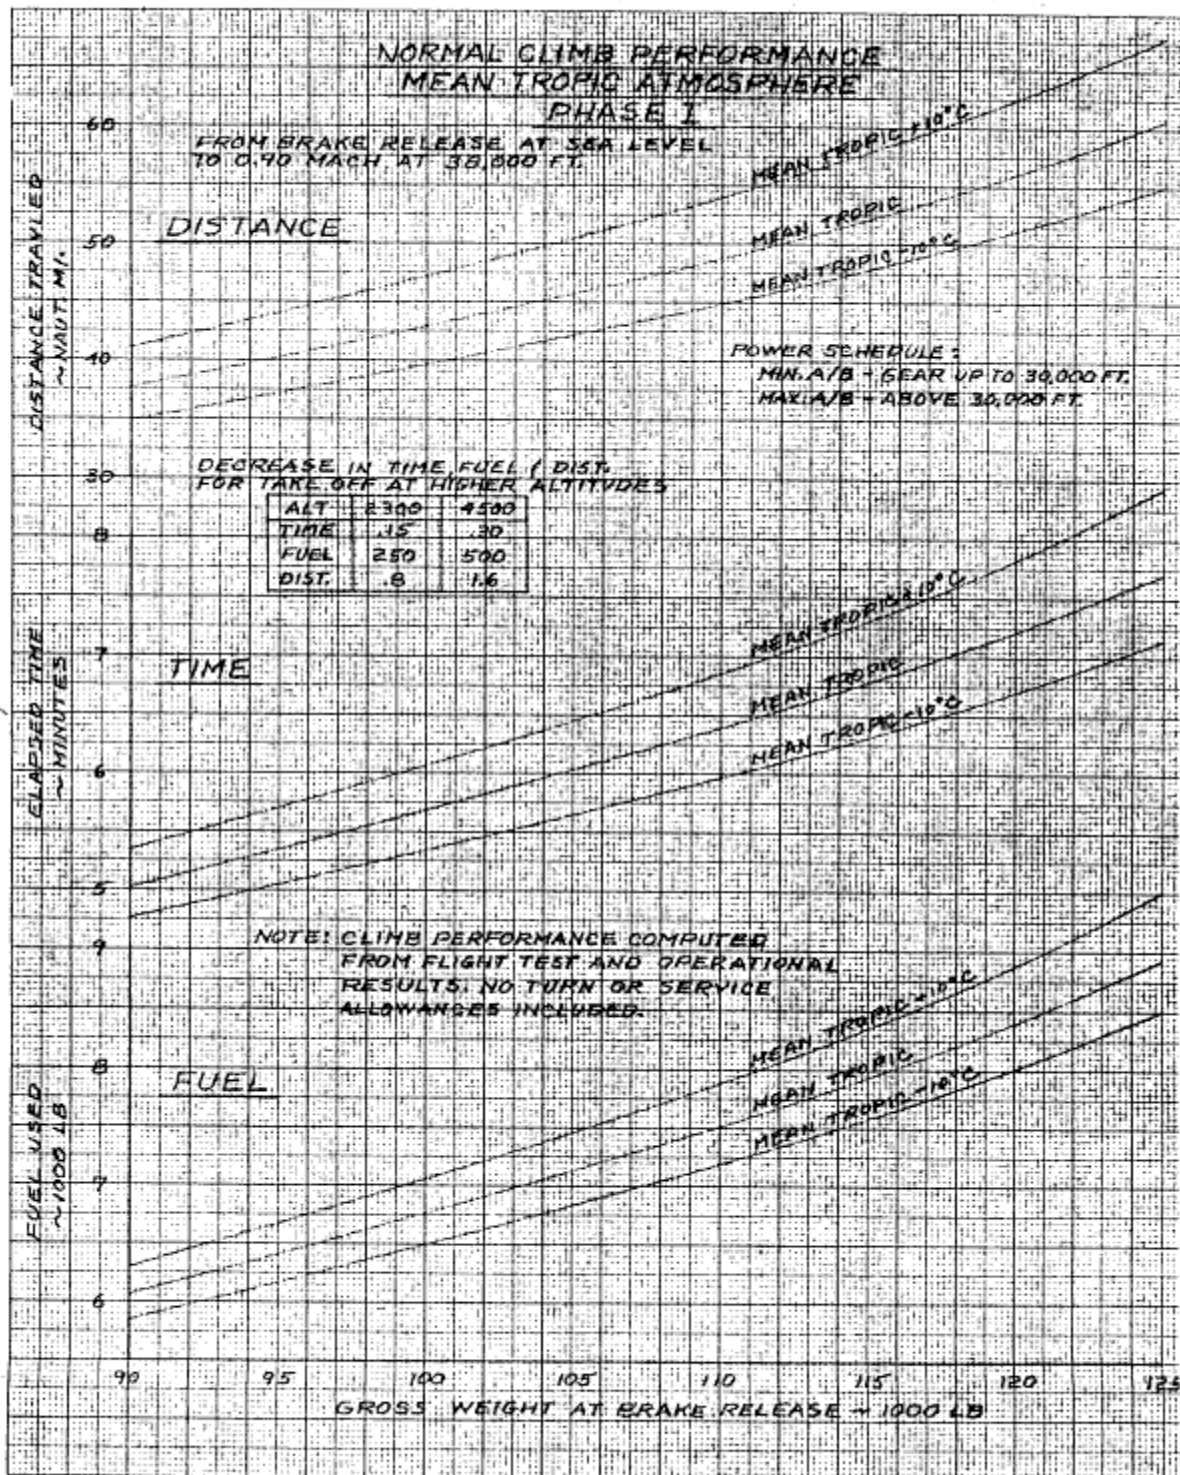 NORMAL CLIMB PERFORMANCE
MEAN TROPIC ATMOSPHERE
PHASE I
FROM BRAKE RELEASE AT SEA LEVEL
TO 0.90 MACH AT 38,000 FT.
DISTANCE TRAVLED
~ NAUT. MI.
60
50
40
30
DISTANCE
MEAN TROPIC +10°C
MEAN TROPIC
MEAN TROPIC -10°C
POWER SCHEDULE:
MIN. A/B - GEAR UP TO 30,000 FT.
MAX. A/B - ABOVE 30,000 FT.
DECREASE IN TIME, FUEL & DIST.
FOR TAKE OFF AT HIGHER ALTITUDES
ALT 2300 4500
TIME .15 .30
FUEL 250 500
DIST. .8 1.6
ELAPSED TIME
~ MINUTES
8
7
6
5
TIME
MEAN TROPIC +10°C
MEAN TROPIC
MEAN TROPIC -10°C
NOTE: CLIMB PERFORMANCE COMPUTED
FROM FLIGHT TEST AND OPERATIONAL
RESULTS. NO TURN OR SERVICE
ALLOWANCES INCLUDED.
FUEL USED
~ 1000 LB
9
8
7
6
FUEL
MEAN TROPIC +10°C
MEAN TROPIC
MEAN TROPIC -10°C
90 95 100 105 110 115 120 125
GROSS WEIGHT AT BRAKE RELEASE ~ 1000 LB